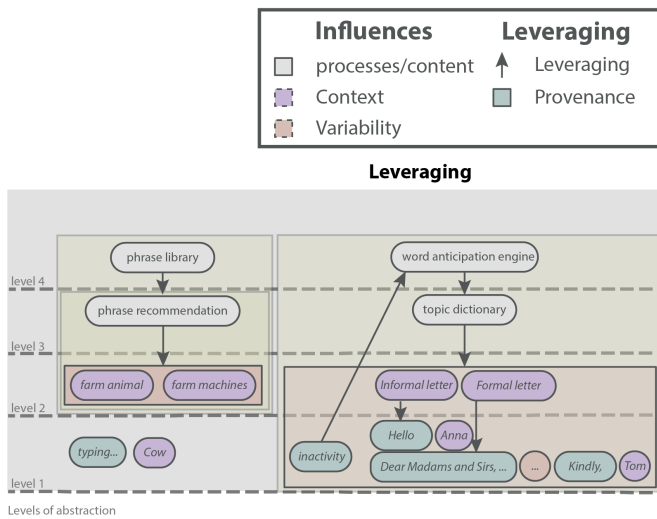 Influences
Leveraging
processes/content
Leveraging
Context
Provenance
Variability
Leveraging
phrase library
word anticipation engine
level 4
phrase recommendation
topic dictionary
level 3
farm animal
farm machines
Informal letter
Formal letter
level 2
Hello
Anna
typing...
Cow
inactivity
Dear Madams and Sirs, ...
...
Kindly,
Tom
level 1
Levels of abstraction